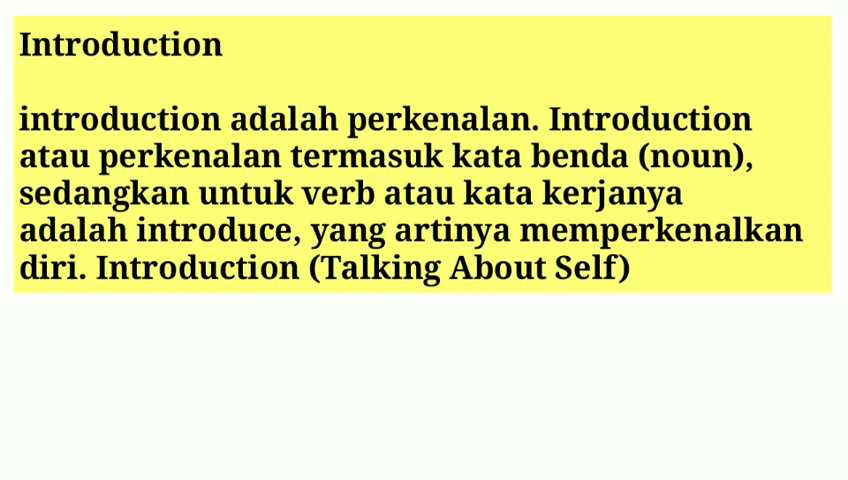 Introduction
introduction adalah perkenalan. Introduction
atau perkenalan termasuk kata benda (noun),
sedangkan untuk verb atau kata kerjanya
adalah introduce, yang artinya memperkenalkan
diri. Introduction (Talking About Self)